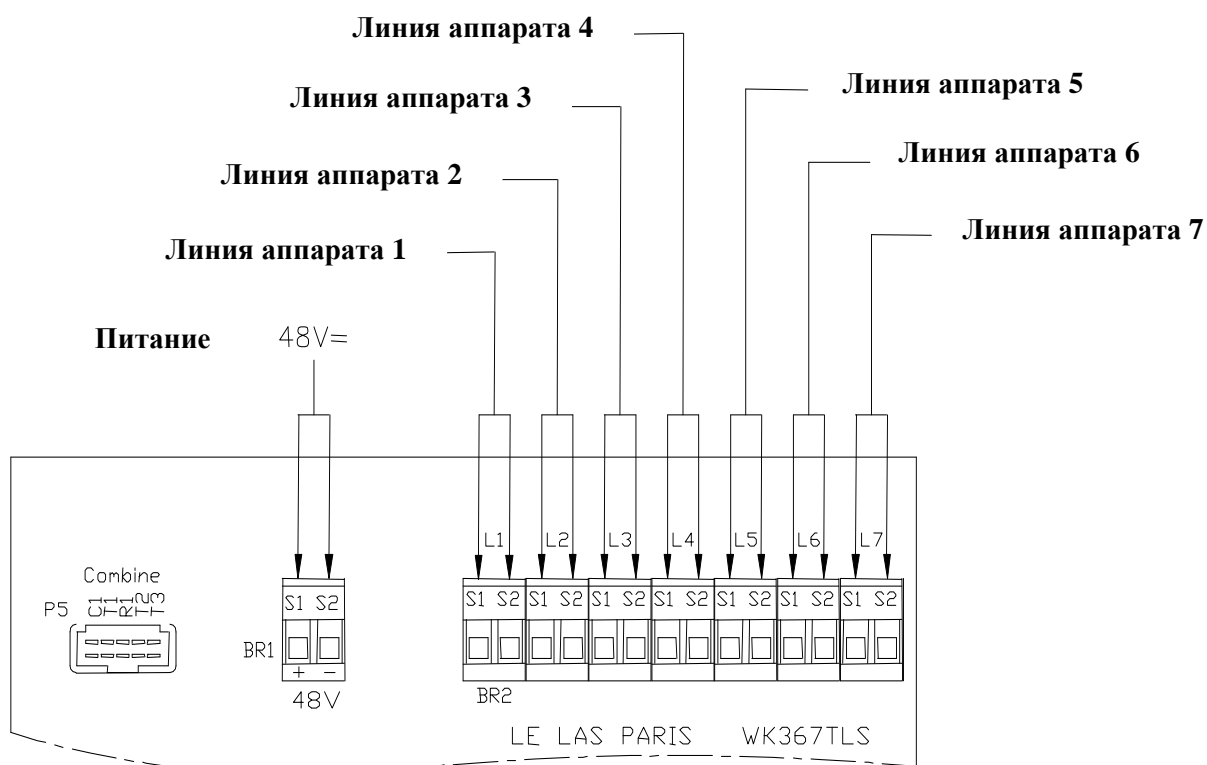 Линия аппарата 4
Линия аппарата 3
Линия аппарата 5
Линия аппарата 2
Линия аппарата 6
Линия аппарата 1
Линия аппарата 7
Питание 48V=
L1 L2 L3 L4 L5 L6 L7
Combine
P5 C1 T1 R1 T2 T3
S1 S2 S1 S2 S1 S2 S1 S2 S1 S2 S1 S2 S1 S2 S1 S2
BR1
+ -
48V
BR2
LE LAS PARIS WK367TLS